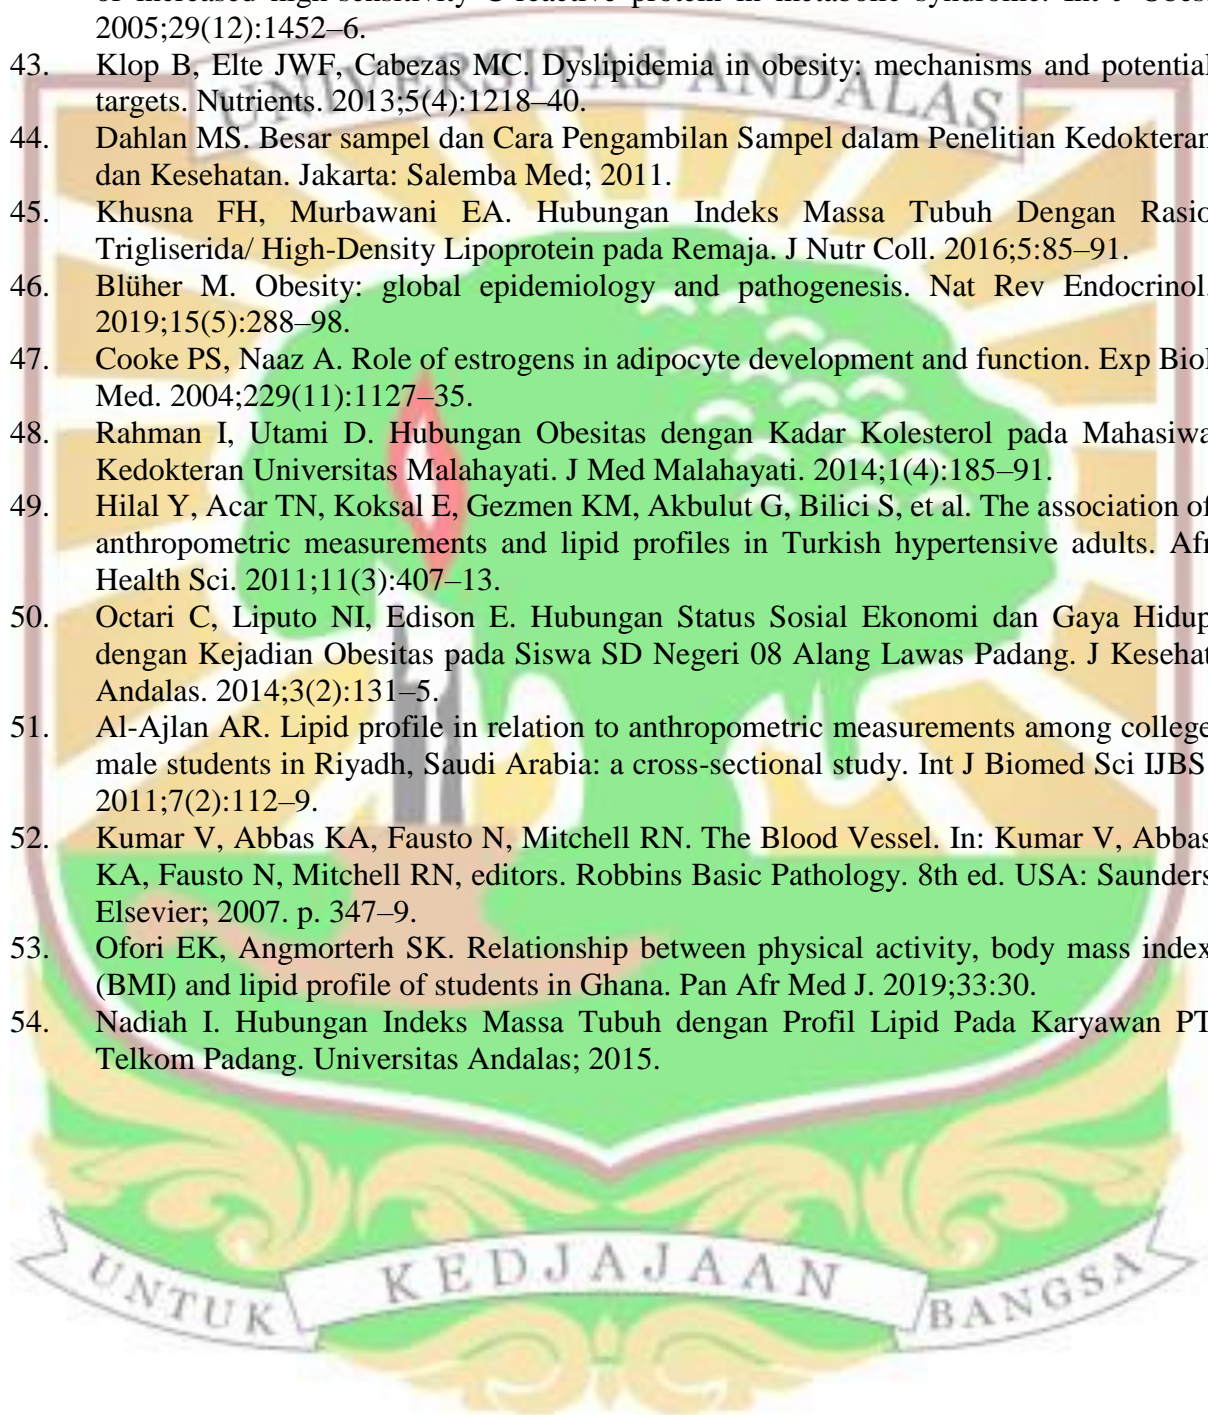 of increased high-sensitivity C-reactive protein in metabolic syndrome. Int J Obes.
2005;29(12):1452–6.
43. Klop B, Elte JWF, Cabezas MC. Dyslipidemia in obesity: mechanisms and potential
targets. Nutrients. 2013;5(4):1218–40.
44. Dahlan MS. Besar sampel dan Cara Pengambilan Sampel dalam Penelitian Kedokteran
dan Kesehatan. Jakarta: Salemba Med; 2011.
45. Khusna FH, Murbawani EA. Hubungan Indeks Massa Tubuh Dengan Rasio
Trigliserida/ High-Density Lipoprotein pada Remaja. J Nutr Coll. 2016;5:85–91.
46. Blüher M. Obesity: global epidemiology and pathogenesis. Nat Rev Endocrinol.
2019;15(5):288–98.
47. Cooke PS, Naaz A. Role of estrogens in adipocyte development and function. Exp Biol
Med. 2004;229(11):1127–35.
48. Rahman I, Utami D. Hubungan Obesitas dengan Kadar Kolesterol pada Mahasiwa
Kedokteran Universitas Malahayati. J Med Malahayati. 2014;1(4):185–91.
49. Hilal Y, Acar TN, Koksal E, Gezmen KM, Akbulut G, Bilici S, et al. The association of
anthropometric measurements and lipid profiles in Turkish hypertensive adults. Afr
Health Sci. 2011;11(3):407–13.
50. Octari C, Liputo NI, Edison E. Hubungan Status Sosial Ekonomi dan Gaya Hidup
dengan Kejadian Obesitas pada Siswa SD Negeri 08 Alang Lawas Padang. J Kesehat
Andalas. 2014;3(2):131–5.
51. Al-Ajlan AR. Lipid profile in relation to anthropometric measurements among college
male students in Riyadh, Saudi Arabia: a cross-sectional study. Int J Biomed Sci IJBS.
2011;7(2):112–9.
52. Kumar V, Abbas KA, Fausto N, Mitchell RN. The Blood Vessel. In: Kumar V, Abbas
KA, Fausto N, Mitchell RN, editors. Robbins Basic Pathology. 8th ed. USA: Saunders
Elsevier; 2007. p. 347–9.
53. Ofori EK, Angmorterh SK. Relationship between physical activity, body mass index
(BMI) and lipid profile of students in Ghana. Pan Afr Med J. 2019;33:30.
54. Nadiah I. Hubungan Indeks Massa Tubuh dengan Profil Lipid Pada Karyawan PT
Telkom Padang. Universitas Andalas; 2015.
UNIVERSITAS ANDALAS
UNTUK KEDJAJAAN BANGSA